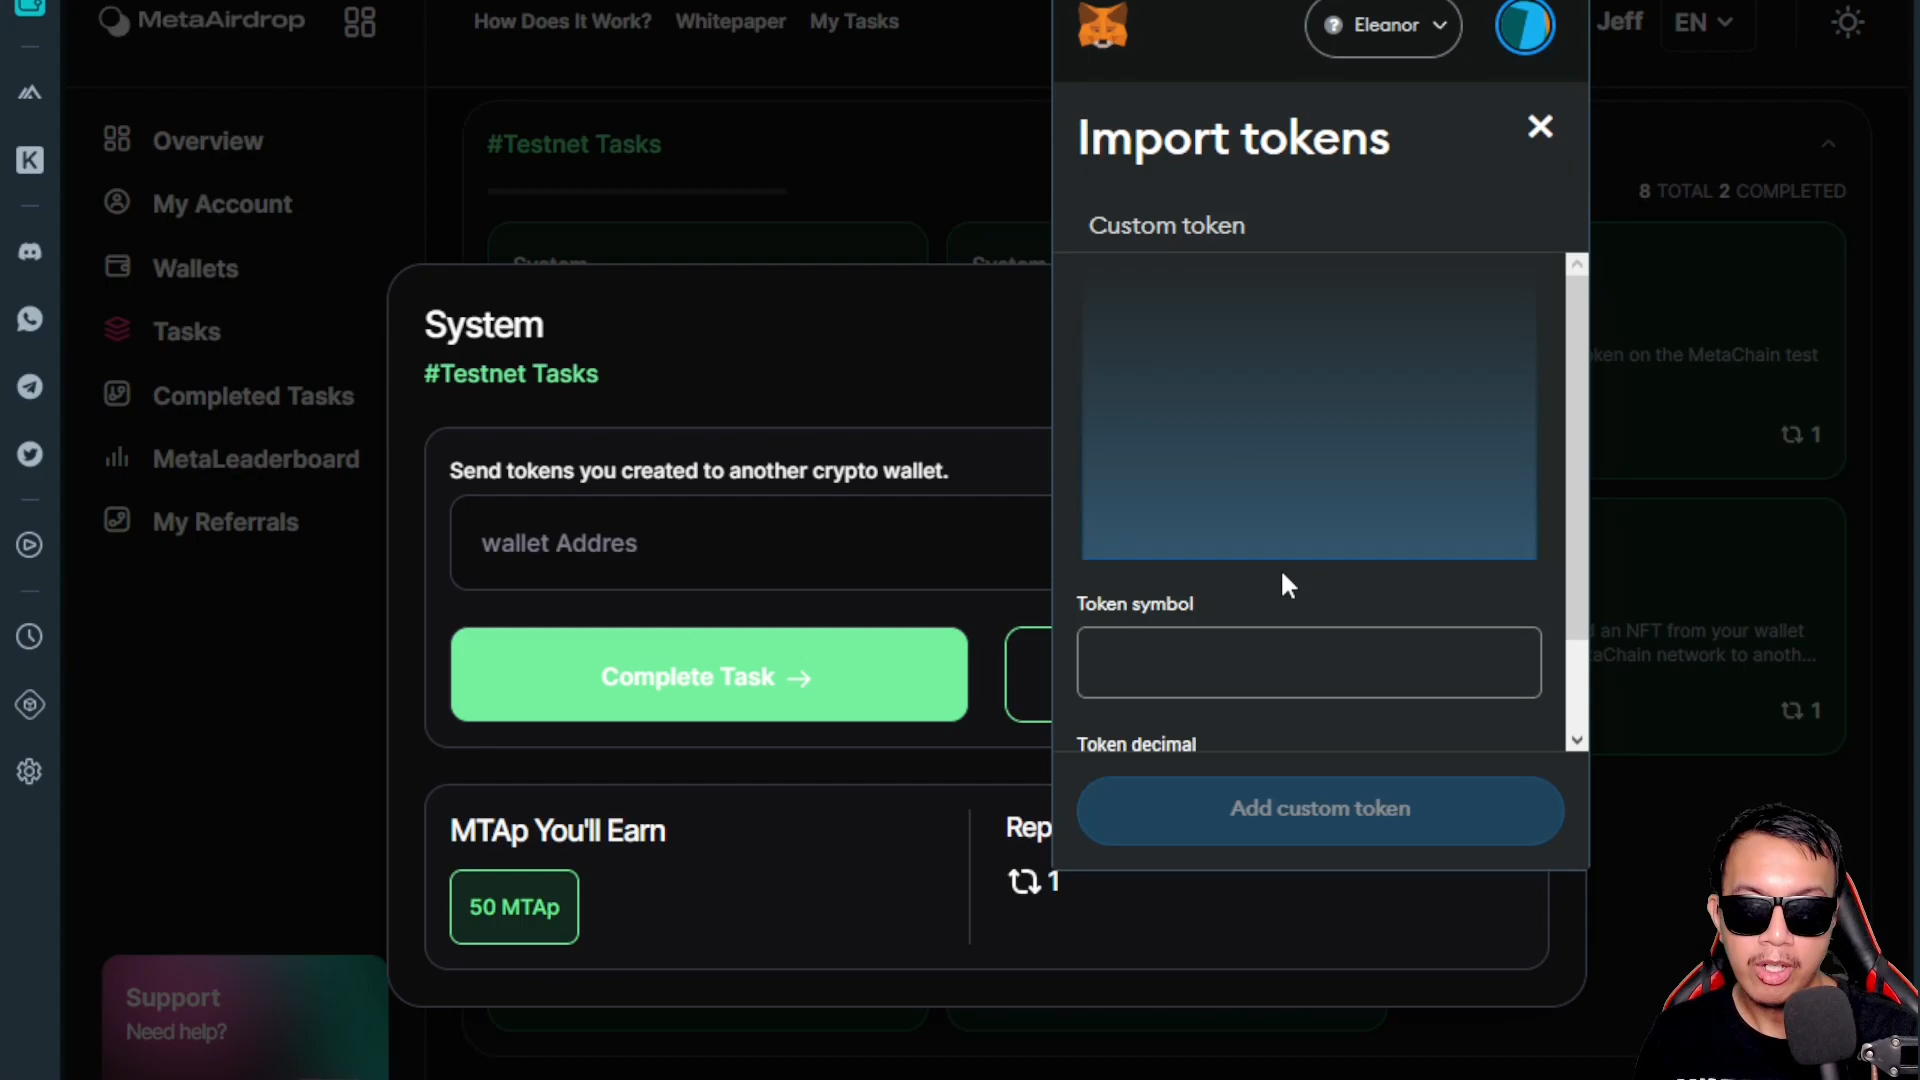 MetaAirdrop
How Does It Work?
Whitepaper
My Tasks
Eleanor
Jeff
EN
Overview
My Account
Wallets
Tasks
Completed Tasks
MetaLeaderboard
My Referrals
Support
Need help?
#Testnet Tasks
8 TOTAL 2 COMPLETED
System
System
System
#Testnet Tasks
Send tokens you created to another crypto wallet.
wallet Addres
Complete Task →
MTAp You'll Earn
50 MTAp
Rep
1
Import tokens
Custom token
Token symbol
Token decimal
Add custom token
on the MetaChain test
1
an NFT from your wallet
Chain network to anoth...
1
K